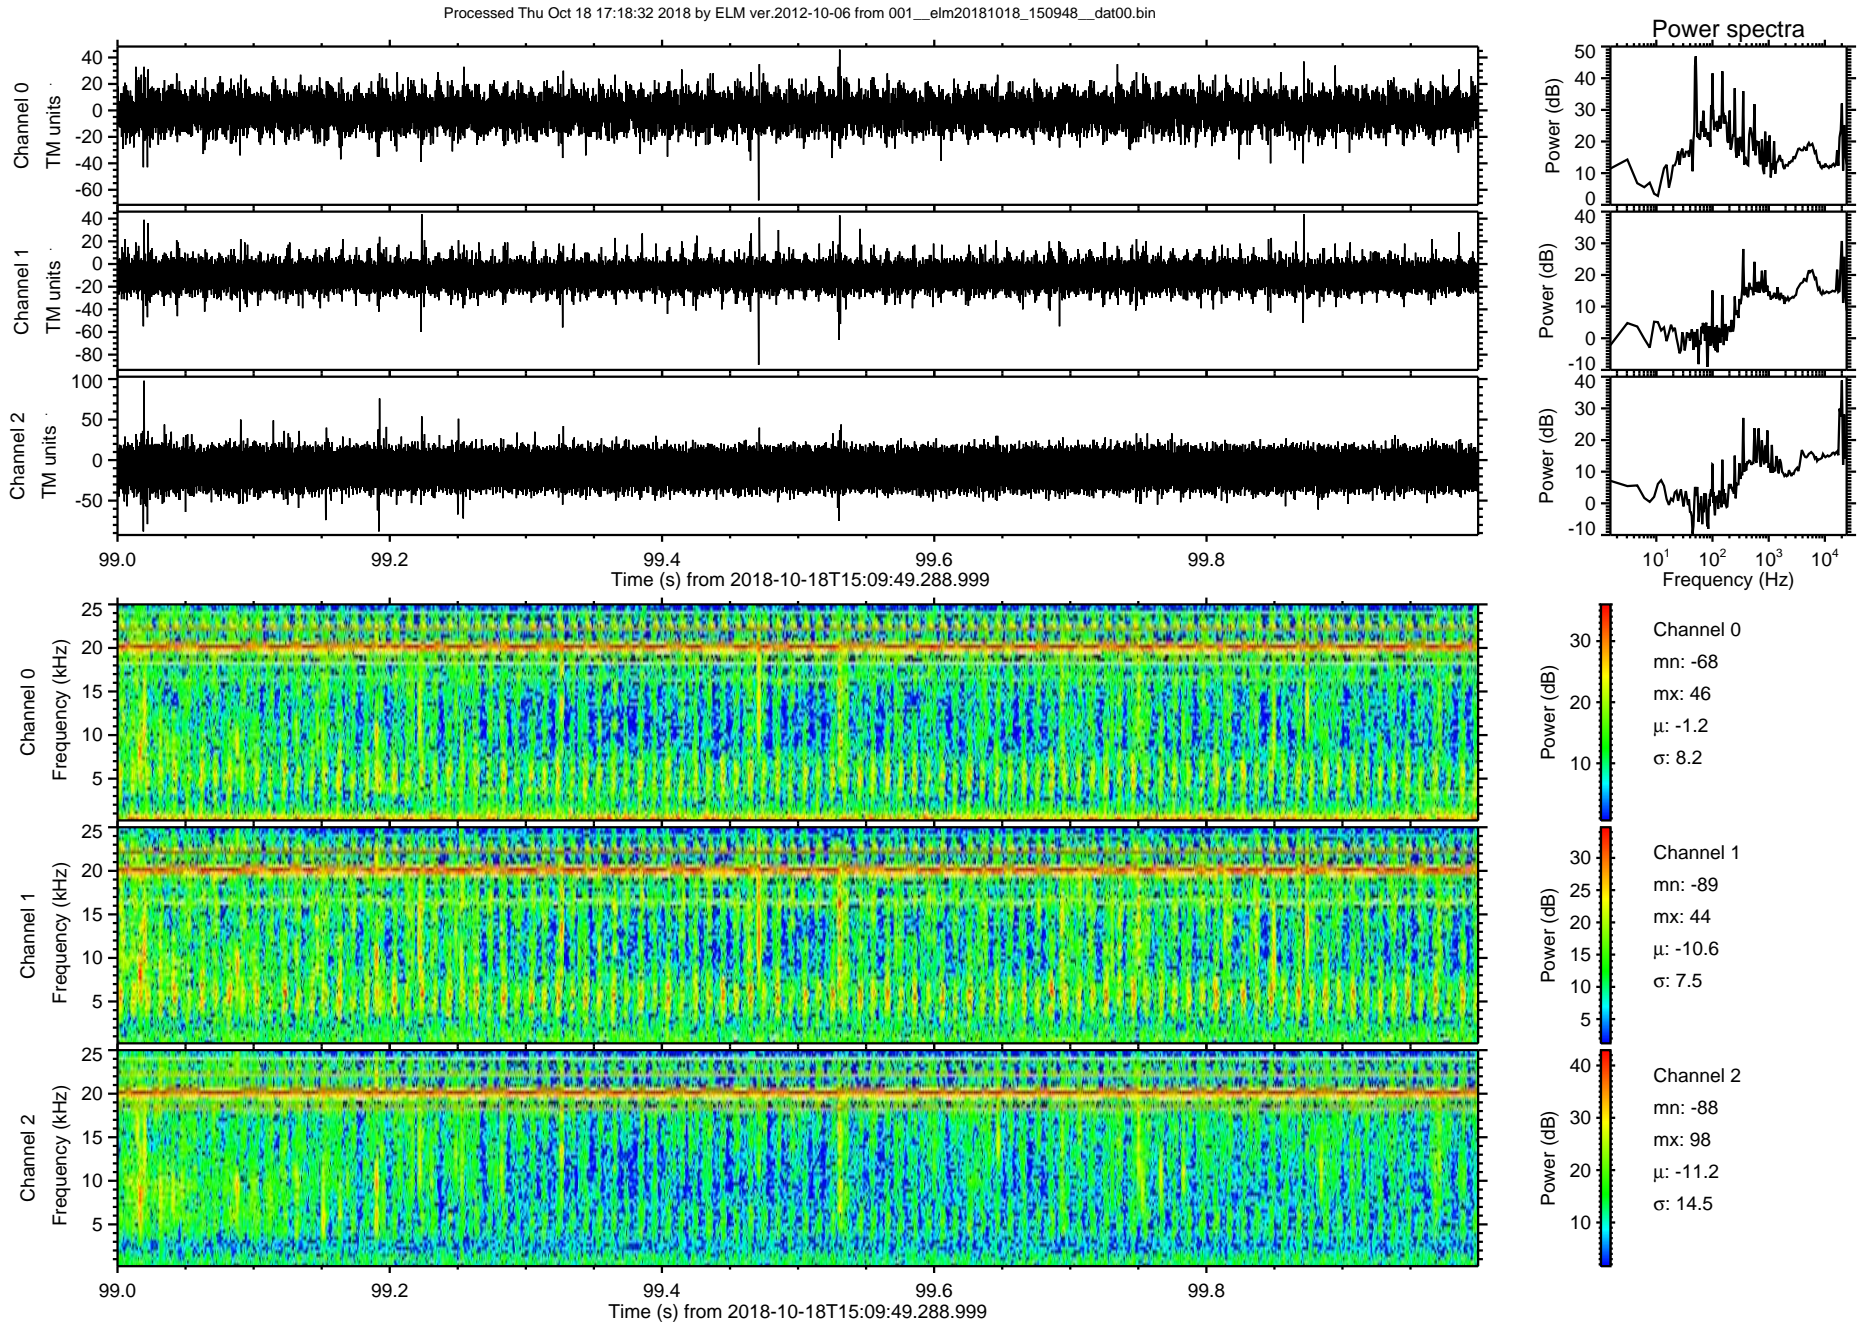 Processed Thu Oct 18 17:18:32 2018 by ELM ver.2012-10-06 from 001__elm20181018_150948__dat00.bin
Power spectra
Channel 0
TM units
40
20
0
-20
-40
-60
Power (dB)
50
40
30
20
10
0
Channel 1
TM units
40
20
0
-20
-40
-60
-80
Power (dB)
40
30
20
10
0
-10
Channel 2
TM units
100
50
0
-50
Power (dB)
40
30
20
10
0
-10
99.0 99.2 99.4 99.6 99.8
Time (s) from 2018-10-18T15:09:49.288.999
10¹ 10² 10³ 10⁴
Frequency (Hz)
Channel 0
Frequency (kHz)
25
20
15
10
5
Power (dB)
30
20
10
Channel 0
mn: -68
mx: 46
μ: -1.2
σ: 8.2
Channel 1
Frequency (kHz)
25
20
15
10
5
Power (dB)
30
25
20
15
10
5
Channel 1
mn: -89
mx: 44
μ: -10.6
σ: 7.5
Channel 2
Frequency (kHz)
25
20
15
10
5
Power (dB)
40
30
20
10
Channel 2
mn: -88
mx: 98
μ: -11.2
σ: 14.5
99.0 99.2 99.4 99.6 99.8
Time (s) from 2018-10-18T15:09:49.288.999